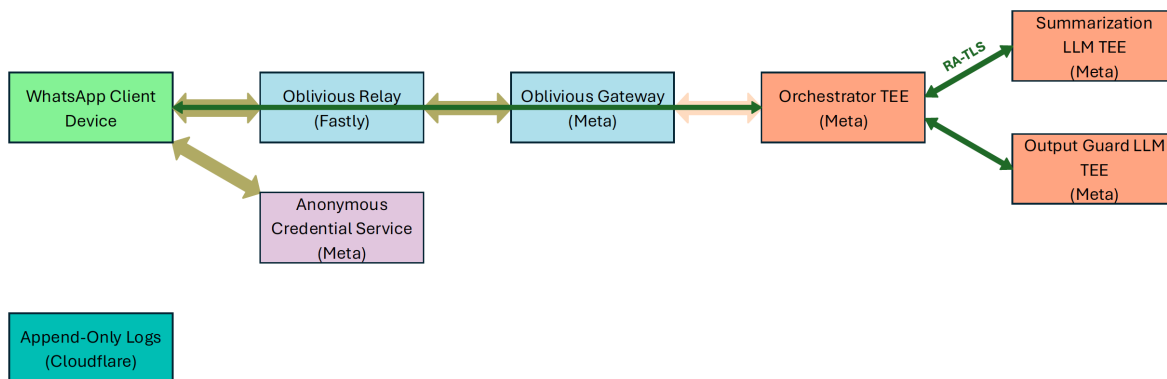 Summarization
LLM TEE
(Meta)
RA-TLS
WhatsApp Client
Device
Oblivious Relay
(Fastly)
Oblivious Gateway
(Meta)
Orchestrator TEE
(Meta)
Output Guard LLM
TEE
(Meta)
Anonymous
Credential Service
(Meta)
Append-Only Logs
(Cloudflare)